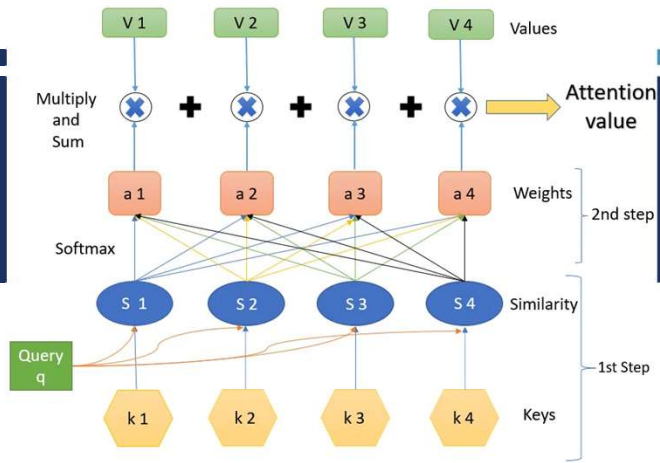 V 1 V 2 V 3 V 4 Values
Multiply
and
Sum
Attention
value
a 1 a 2 a 3 a 4 Weights
2nd step
Softmax
S 1 S 2 S 3 S 4 Similarity
Query
q
1st Step
k 1 k 2 k 3 k 4 Keys